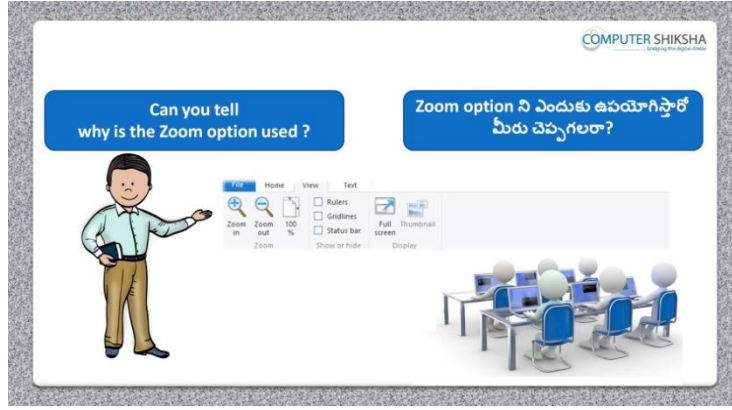 COMPUTER SHIKSHA
bridging the digital divide
Can you tell
why is the Zoom option used ?
Zoom option ని ఎందుకు ఉపయోగిస్తారో
మీరు చెప్పగలరా?
File Home View Text
Zoom in
Zoom out
100 %
Rulers
Gridlines
Status bar
Full screen
Thumbnail
Zoom Show or hide Display